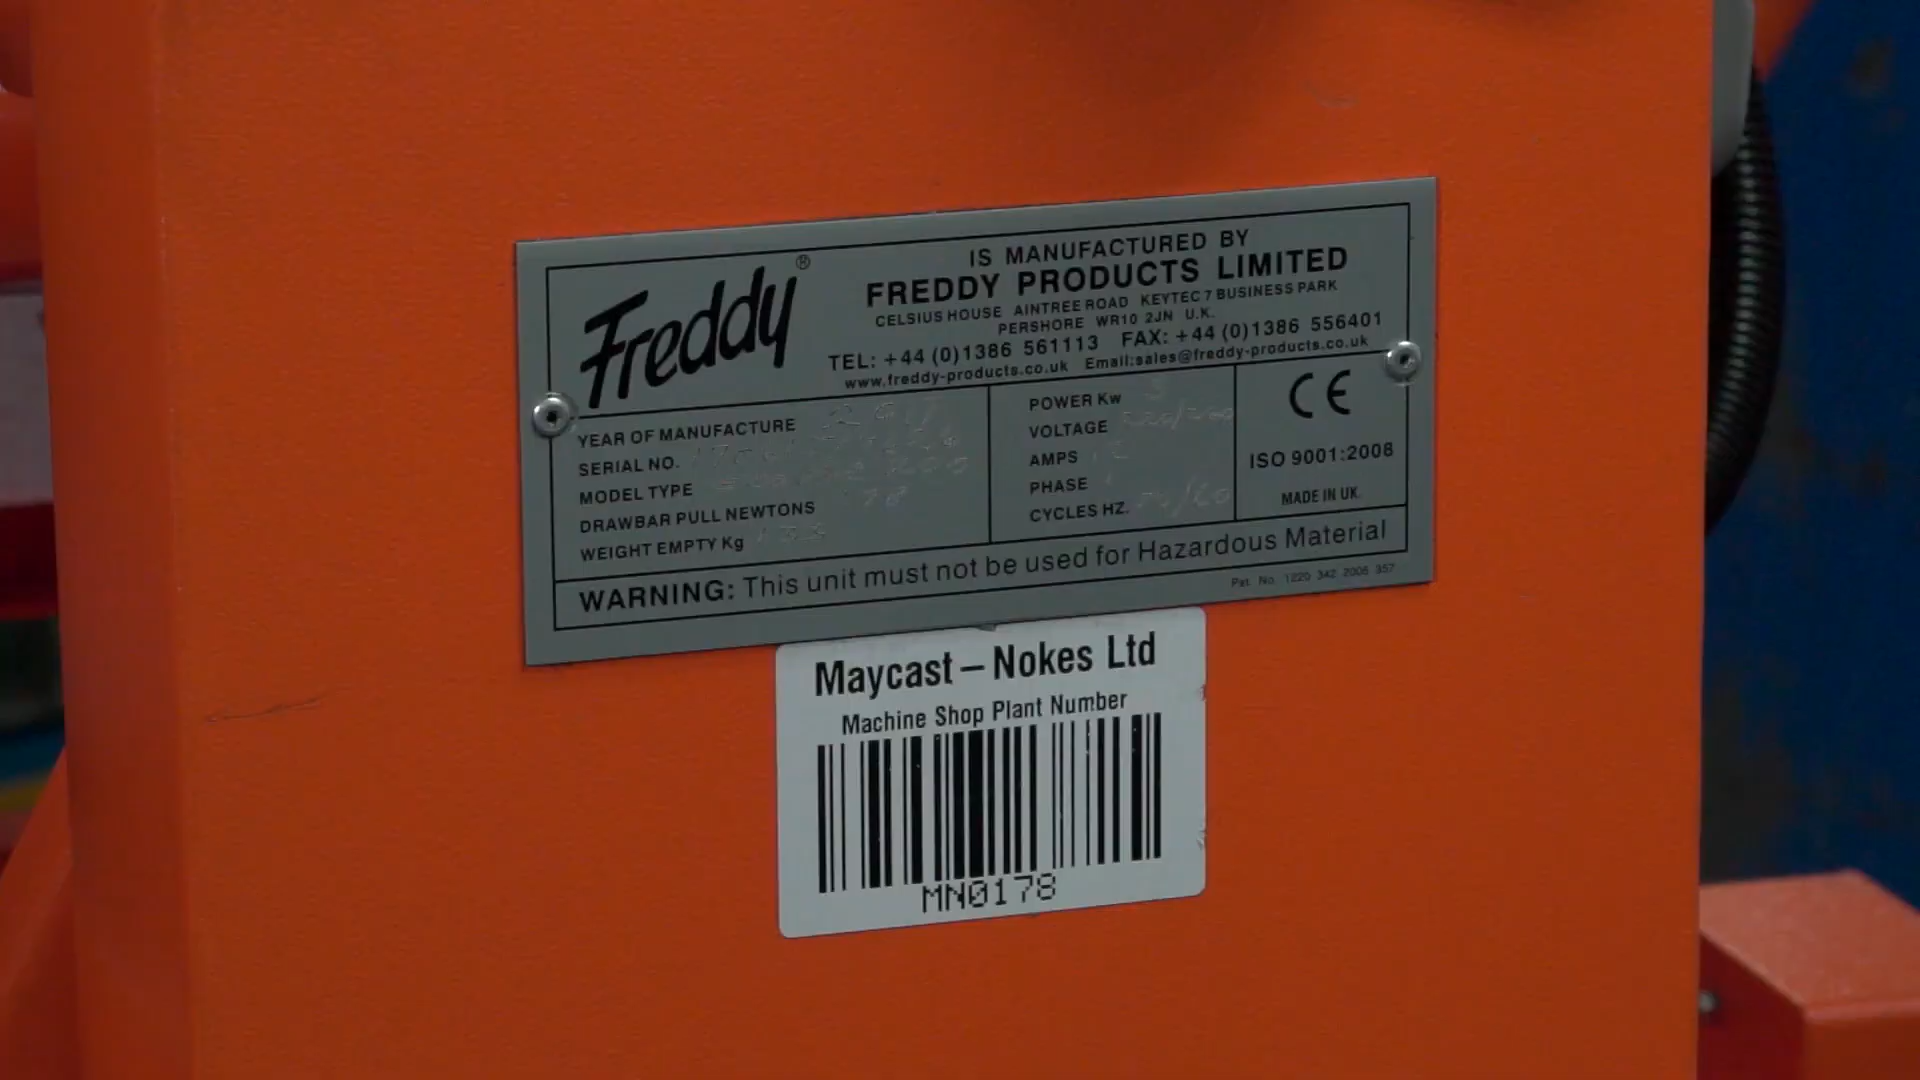 Freddy®
IS MANUFACTURED BY
FREDDY PRODUCTS LIMITED
CELSIUS HOUSE AINTREE ROAD KEYTEC 7 BUSINESS PARK
PERSHORE WR10 2JN U.K.
TEL: +44 (0)1386 561113 FAX: +44 (0)1386 556401
www.freddy-products.co.uk Email:sales@freddy-products.co.uk
YEAR OF MANUFACTURE
SERIAL NO.
MODEL TYPE
DRAWBAR PULL NEWTONS
WEIGHT EMPTY Kg
POWER Kw
VOLTAGE
AMPS
PHASE
CYCLES HZ.
CE
ISO 9001:2008
MADE IN UK.
WARNING: This unit must not be used for Hazardous Material
Pat. No. 1220 342 2006 357
Maycast – Nokes Ltd
Machine Shop Plant Number
MN0178